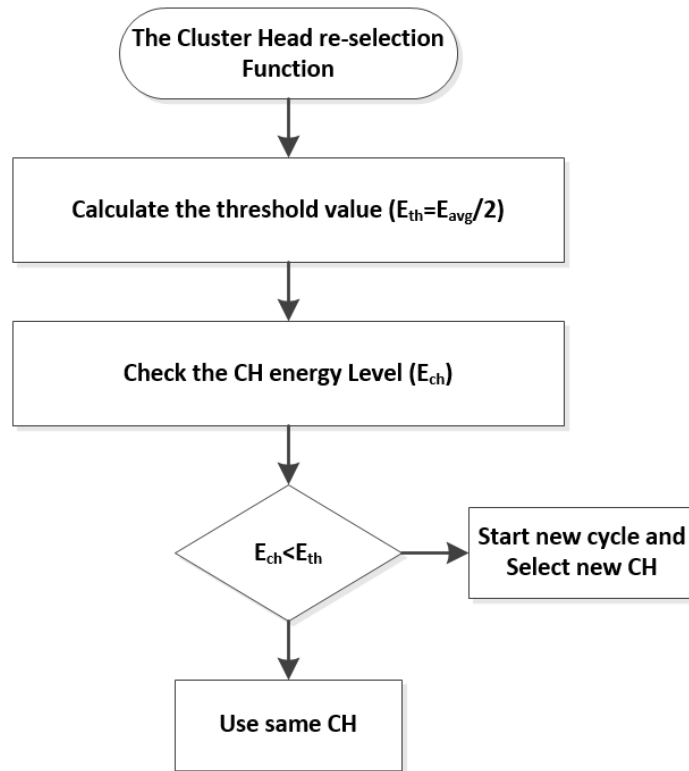 The Cluster Head re-selection
Function
Calculate the threshold value (Eth=Eavg/2)
Check the CH energy Level (Ech)
Ech<Eth
Start new cycle and
Select new CH
Use same CH